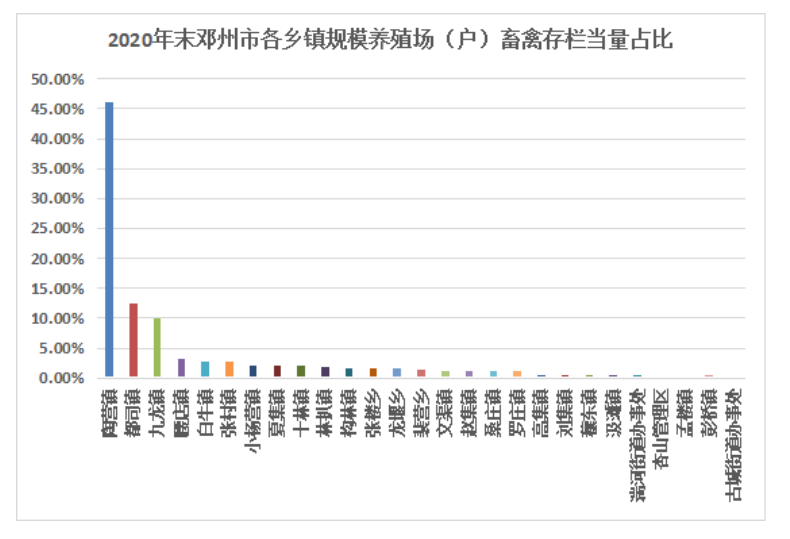 2020年末邓州市各乡镇规模养殖场（户）畜禽存栏当量占比
50.00%
45.00%
40.00%
35.00%
30.00%
25.00%
20.00%
15.00%
10.00%
5.00%
0.00%
陶营镇
都司镇
九龙镇
腰店镇
白牛镇
张村镇
小杨营镇
夏集镇
十林镇
林扒镇
构林镇
张楼乡
龙堰乡
裴营乡
文渠镇
赵集镇
桑庄镇
罗庄镇
高集镇
刘集镇
穰东镇
汲滩镇
湍河街道办事处
杏山管理区
孟楼镇
彭桥镇
古城街道办事处